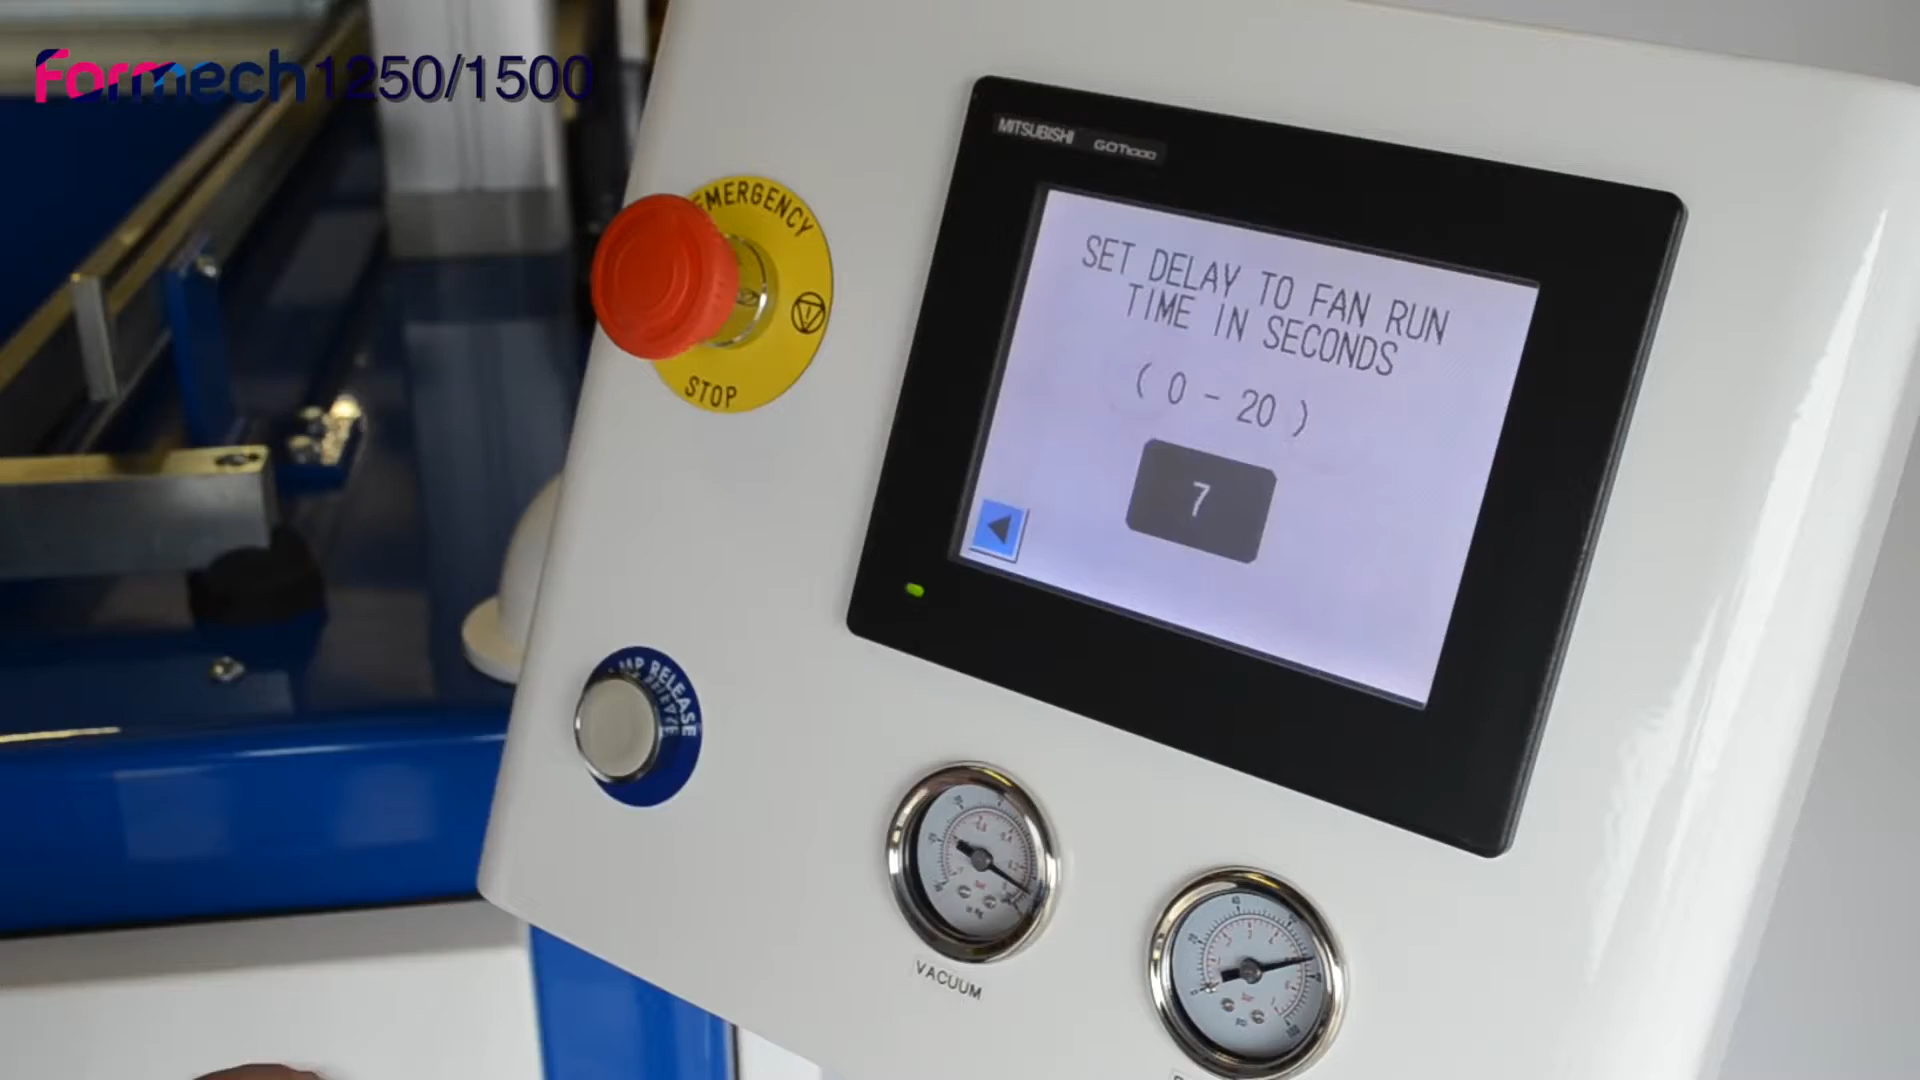 Formech 1250/1500
MITSUBISHI GOT1000
EMERGENCY
STOP
SET DELAY TO FAN RUN
TIME IN SECONDS
( 0 - 20 )
7
RELEASE
VACUUM